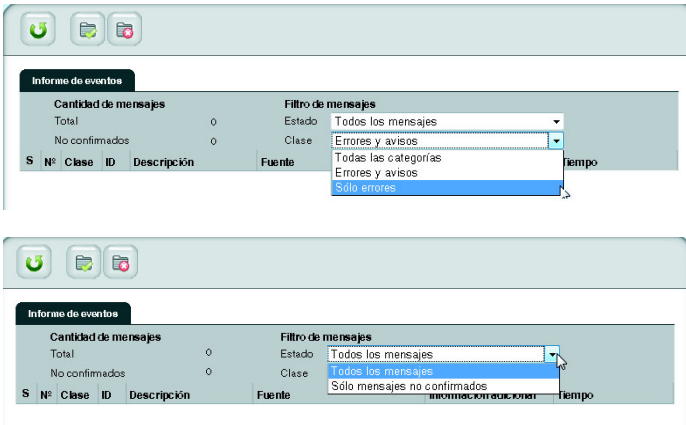 Informe de eventos
Cantidad de mensajes Filtro de mensajes
Total 0 Estado Todos los mensajes
No confirmados 0 Clase Errores y avisos
S Nº Clase ID Descripción Fuente Todas las categorías Tiempo
Errores y avisos
Sólo errores
Informe de eventos
Cantidad de mensajes Filtro de mensajes
Total 0 Estado Todos los mensajes
No confirmados 0 Clase Todos los mensajes
Sólo mensajes no confirmados
S Nº Clase ID Descripción Fuente Información adicional Tiempo